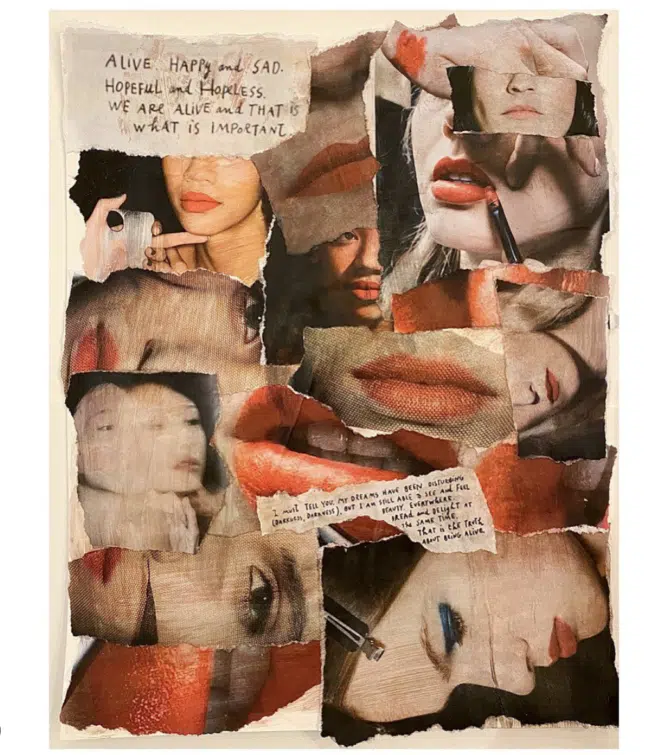 ALIVE. HAPPY and SAD.
HOPEFUL and HOPELESS.
WE ARE ALIVE and THAT IS
WHAT IS IMPORTANT.
I MUST TELL YOU, MY DREAMS HAVE BEEN DISTURBING
(DARKNESS, DARKNESS), BUT I AM STILL ABLE TO SEE AND FEEL
BEAUTY EVERYWHERE.
DREAD and DELIGHT AT
THE SAME TIME.
THAT is THE TRUTH
ABOUT BEING ALIVE.